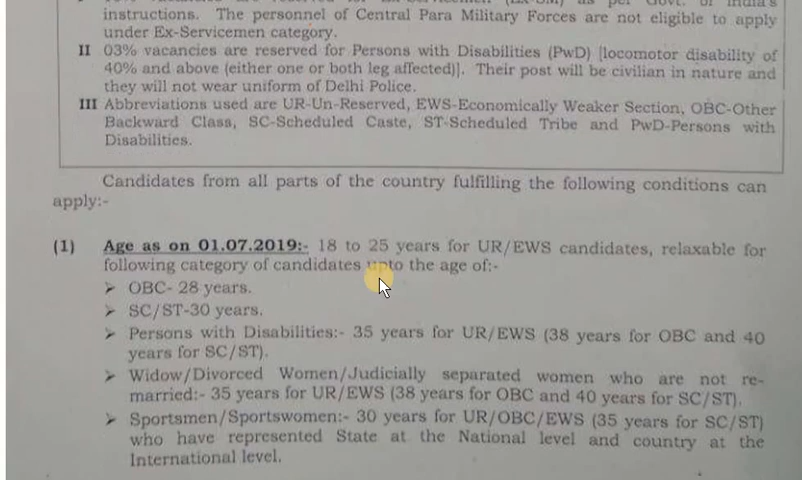 instructions. The personnel of Central Para Military Forces are not eligible to apply
under Ex-Servicemen category.
II 03% vacancies are reserved for Persons with Disabilities (PwD) [locomotor disability of
40% and above (either one or both leg affected)]. Their post will be civilian in nature and
they will not wear uniform of Delhi Police.
III Abbreviations used are UR-Un-Reserved, EWS-Economically Weaker Section, OBC-Other
Backward Class, SC-Scheduled Caste, ST-Scheduled Tribe and PwD-Persons with
Disabilities.
Candidates from all parts of the country fulfilling the following conditions can
apply:-
(1) Age as on 01.07.2019:- 18 to 25 years for UR/EWS candidates, relaxable for
following category of candidates upto the age of:-
➢ OBC- 28 years.
➢ SC/ST-30 years.
➢ Persons with Disabilities:- 35 years for UR/EWS (38 years for OBC and 40
years for SC/ST).
➢ Widow/Divorced Women/Judicially separated women who are not re-
married:- 35 years for UR/EWS (38 years for OBC and 40 years for SC/ST).
➢ Sportsmen/Sportswomen:- 30 years for UR/OBC/EWS (35 years for SC/ST)
who have represented State at the National level and country at the
International level.